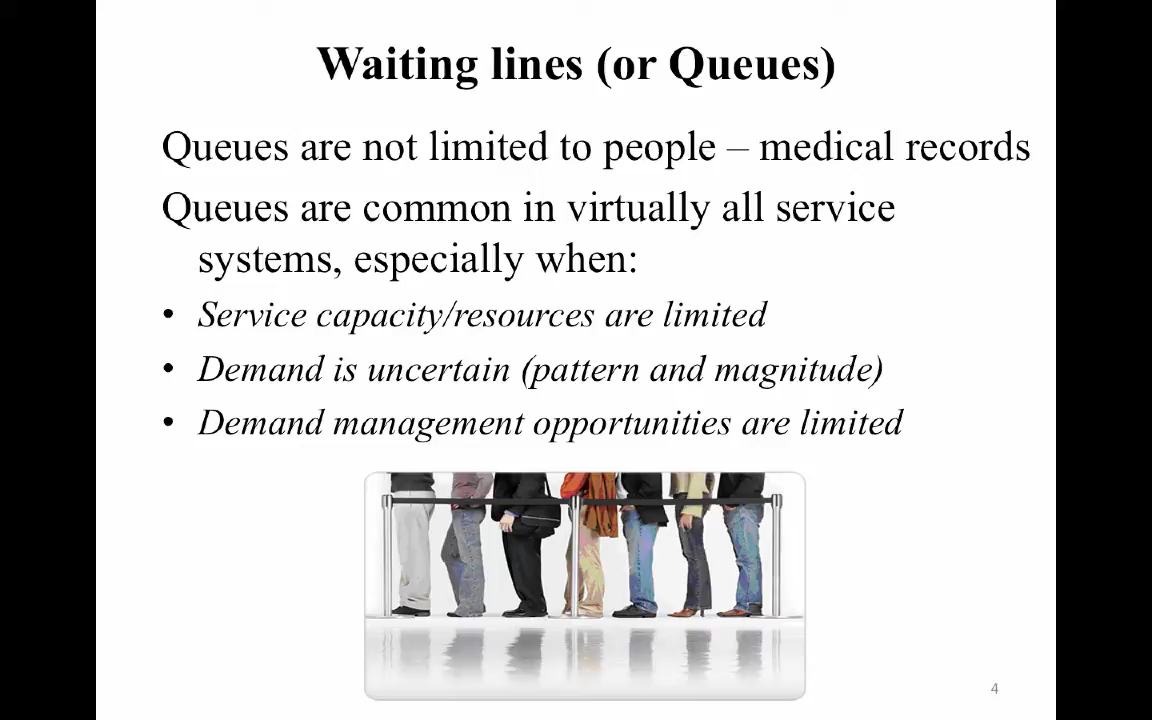 Waiting lines (or Queues)
Queues are not limited to people – medical records
Queues are common in virtually all service
systems, especially when:
• Service capacity/resources are limited
• Demand is uncertain (pattern and magnitude)
• Demand management opportunities are limited
4